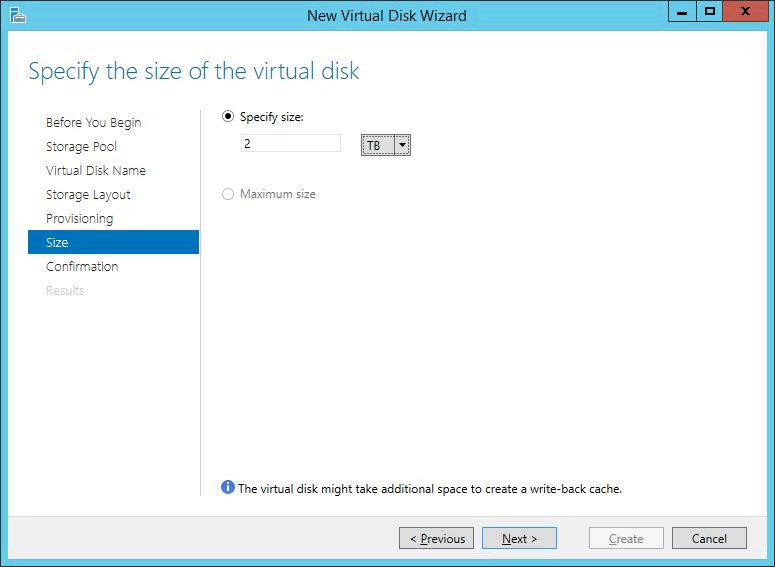 New Virtual Disk Wizard
Specify the size of the virtual disk
Before You Begin
Storage Pool
Virtual Disk Name
Storage Layout
Provisioning
Size
Confirmation
Results
Specify size:
2 TB
Maximum size
The virtual disk might take additional space to create a write-back cache.
< Previous Next > Create Cancel